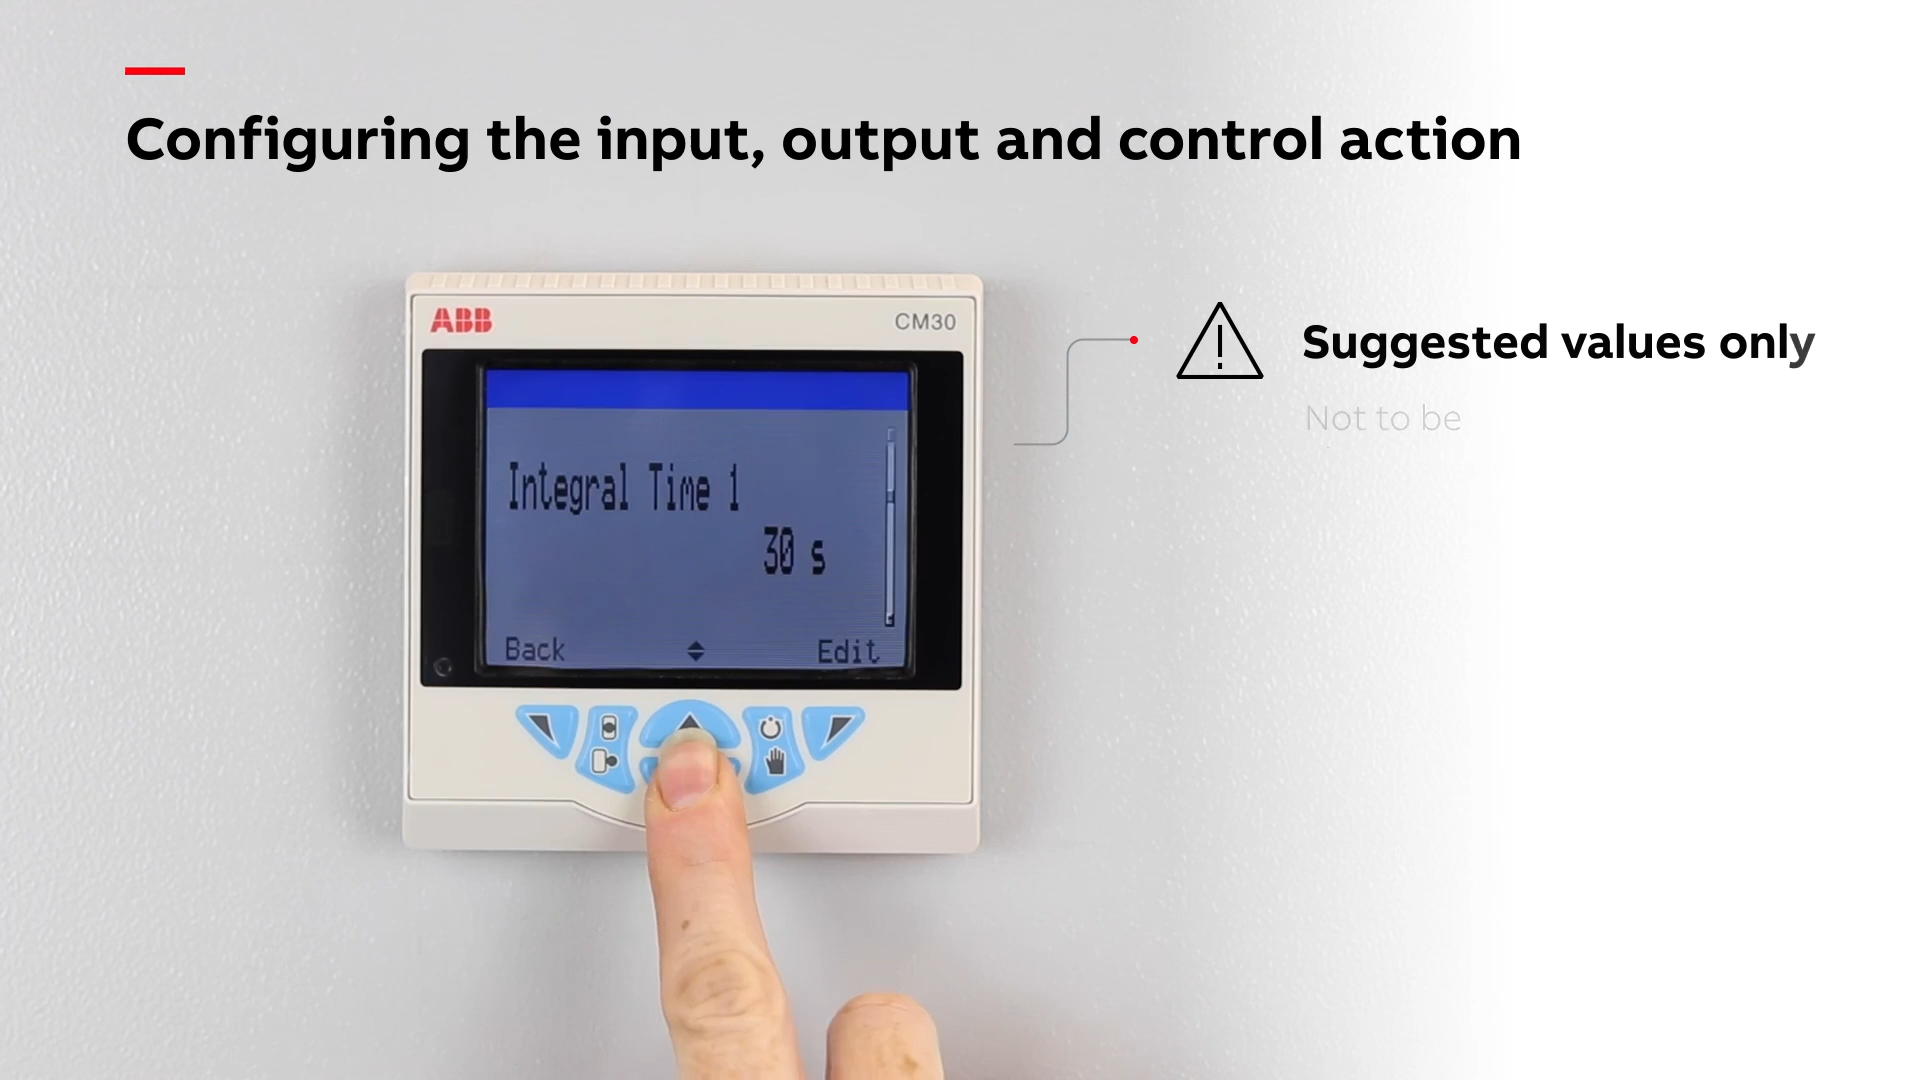 Configuring the input, output and control action
ABB
CM30
Suggested values only
Not to be
Integral Time 1
30 s
Back
Edit